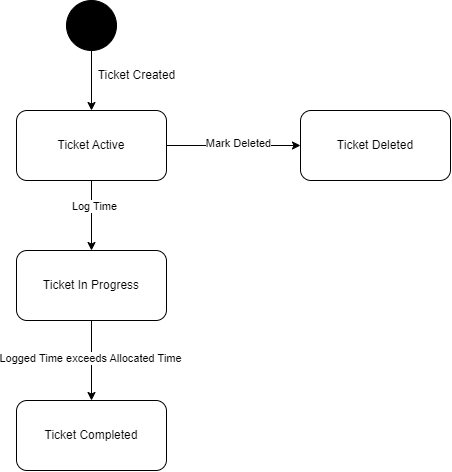 Ticket Created
Ticket Active
Mark Deleted
Ticket Deleted
Log Time
Ticket In Progress
Logged Time exceeds Allocated Time
Ticket Completed